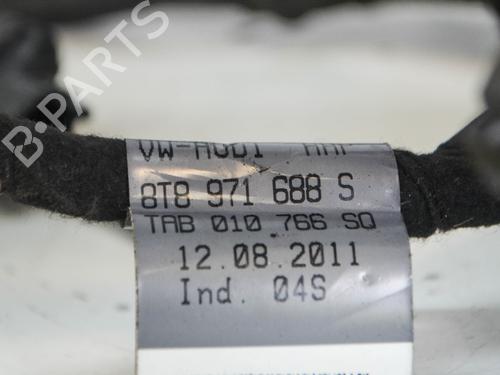 B-PARTS
VW-AUDI
8T8 971 688 S
TAB 010 766 SQ
12.08.2011
Ind. 04S